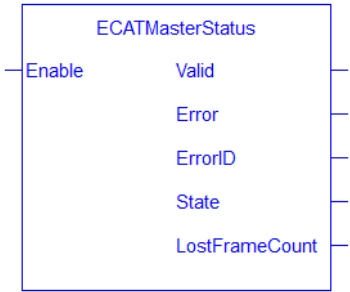 ECATMasterStatus
Enable Valid
Error
ErrorID
State
LostFrameCount